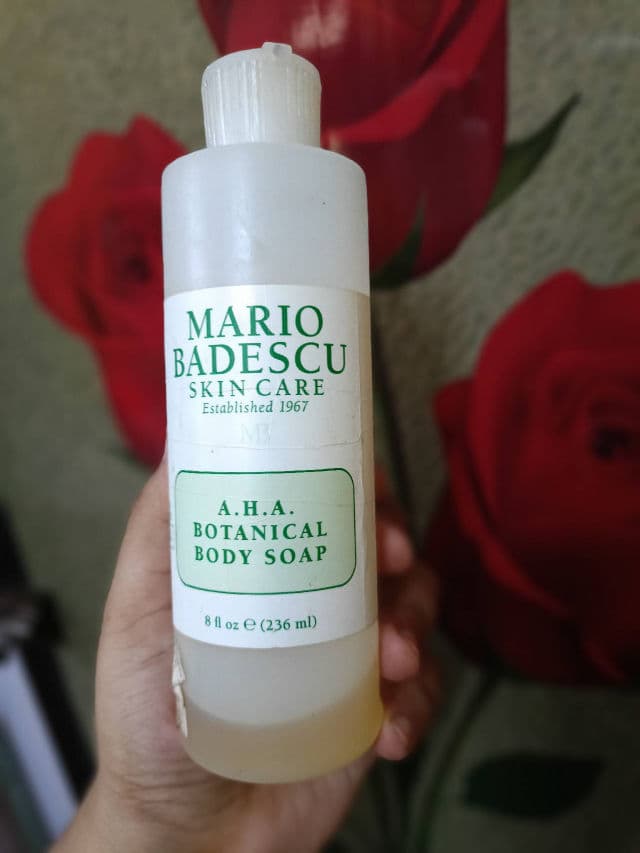 MARIO
BADESCU
SKIN CARE
Established 1967
A.H.A.
BOTANICAL
BODY SOAP
8 fl oz ℮ (236 ml)